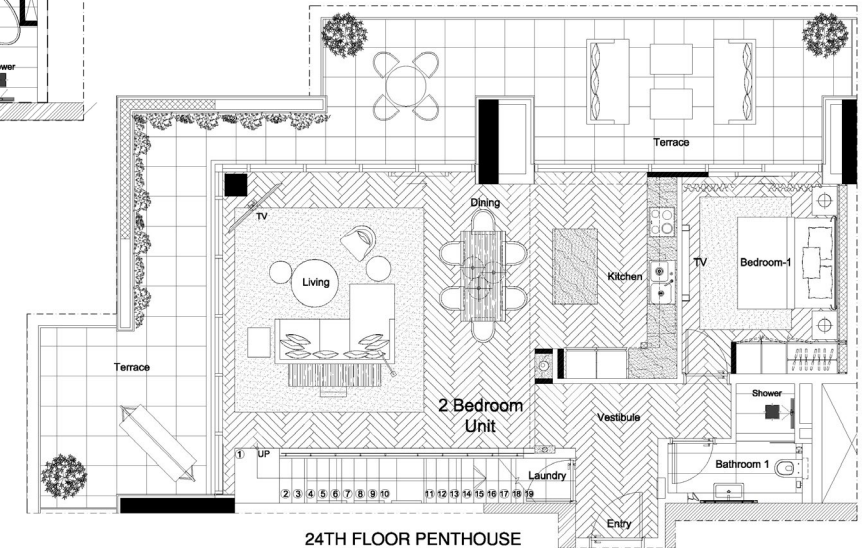 wer
Terrace
Dining
TV
Living
Kitchen
TV
Bedroom-1
Terrace
2 Bedroom
Unit
Vestibule
Shower
1
UP
Laundry
Bathroom 1
2 3 4 5 6 7 8 9 10 11 12 13 14 15 16 17 18 19
Entry
24TH FLOOR PENTHOUSE